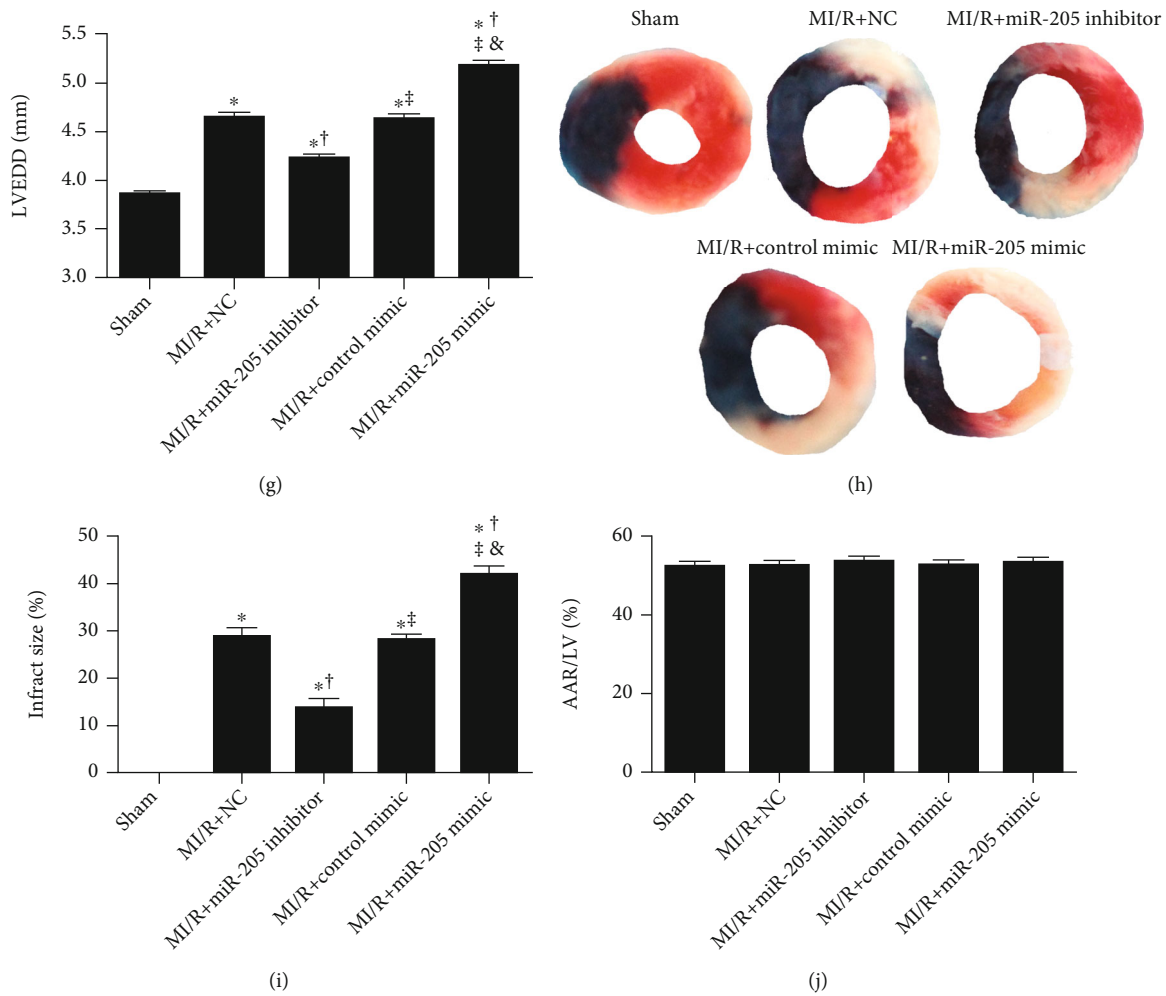 LVEDD (mm)
5.5
5.0
4.5
4.0
3.5
3.0
*
*†
*‡
* †
‡ &
Sham
MI/R+NC
MI/R+miR-205 inhibitor
MI/R+control mimic
MI/R+miR-205 mimic
(g)
Sham
MI/R+NC
MI/R+miR-205 inhibitor
MI/R+control mimic
MI/R+miR-205 mimic
(h)
Infract size (%)
50
40
30
20
10
0
*
*†
*‡
* †
‡ &
Sham
MI/R+NC
MI/R+miR-205 inhibitor
MI/R+control mimic
MI/R+miR-205 mimic
(i)
AAR/LV (%)
60
40
20
0
Sham
MI/R+NC
MI/R+miR-205 inhibitor
MI/R+control mimic
MI/R+miR-205 mimic
(j)